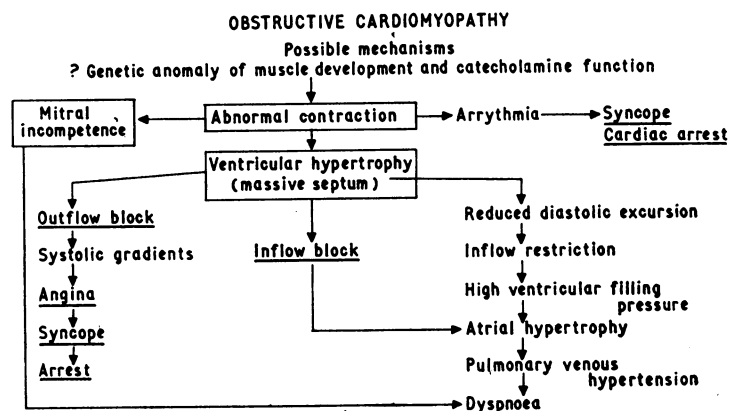 OBSTRUCTIVE CARDIOMYOPATHY
Possible mechanisms
? Genetic anomaly of muscle development and catecholamine function
Mitral
incompetence
Abnormal contraction
Arrythmia
Syncope
Cardiac arrest
Ventricular hypertrophy
(massive septum)
Outflow block
Systolic gradients
Angina
Syncope
Arrest
Inflow block
Reduced diastolic excursion
Inflow restriction
High ventricular filling
pressure
Atrial hypertrophy
Pulmonary venous
hypertension
Dyspnoea